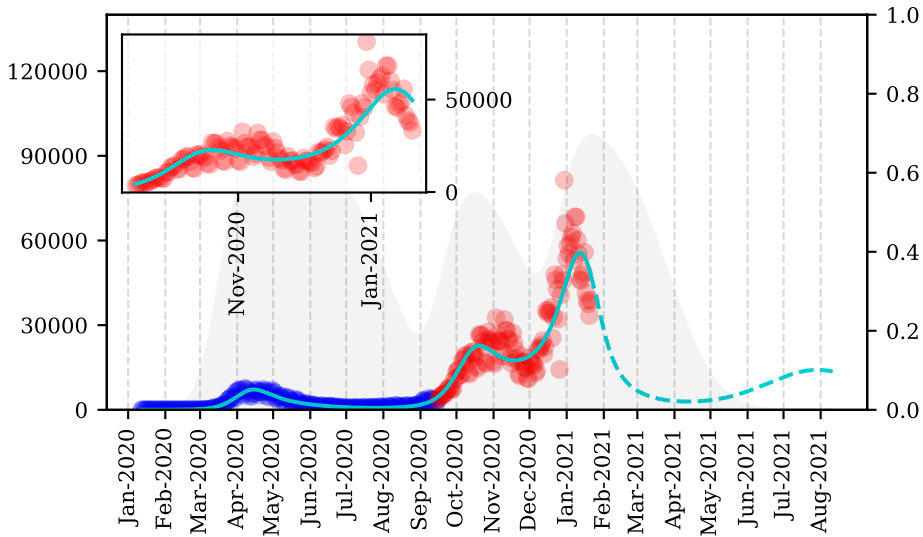 1.0
120000
0.8
50000
90000
0.6
0
60000
Nov-2020
Jan-2021
0.4
30000
0.2
0
0.0
Jan-2020
Feb-2020
Mar-2020
Apr-2020
May-2020
Jun-2020
Jul-2020
Aug-2020
Sep-2020
Oct-2020
Nov-2020
Dec-2020
Jan-2021
Feb-2021
Mar-2021
Apr-2021
May-2021
Jun-2021
Jul-2021
Aug-2021